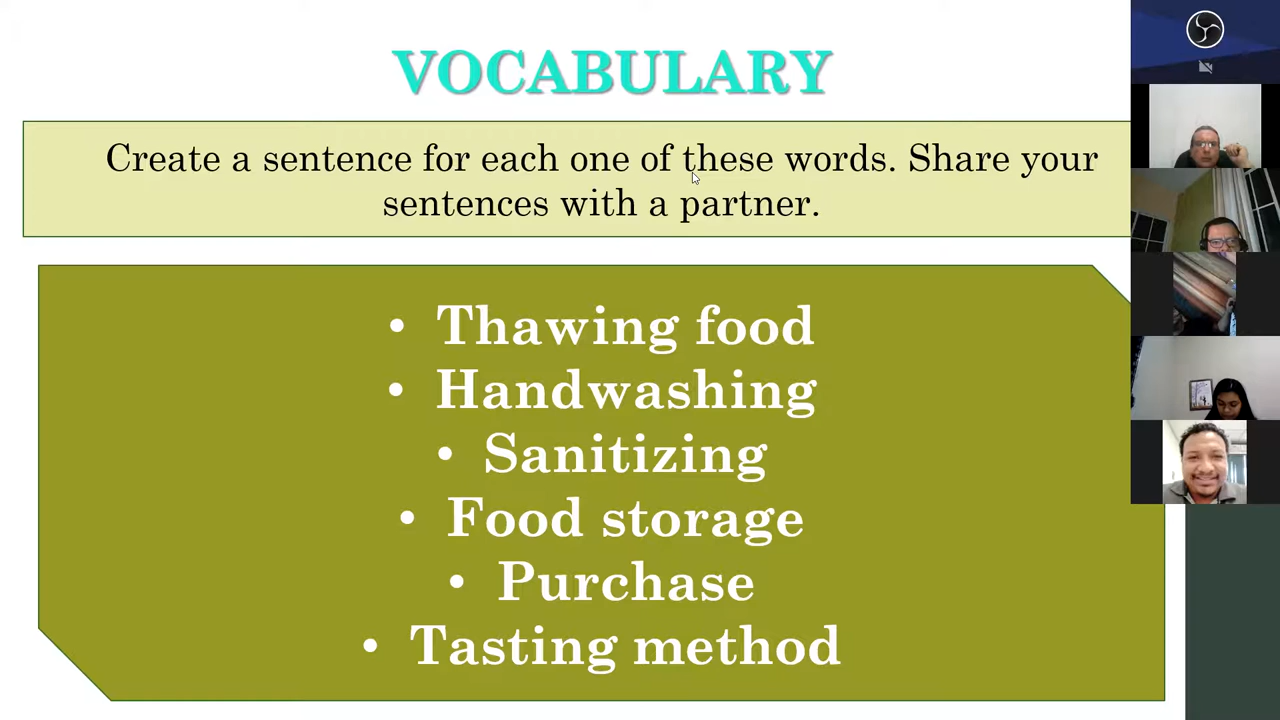 VOCABULARY
Create a sentence for each one of these words. Share your
sentences with a partner.
• Thawing food
• Handwashing
• Sanitizing
• Food storage
• Purchase
• Tasting method